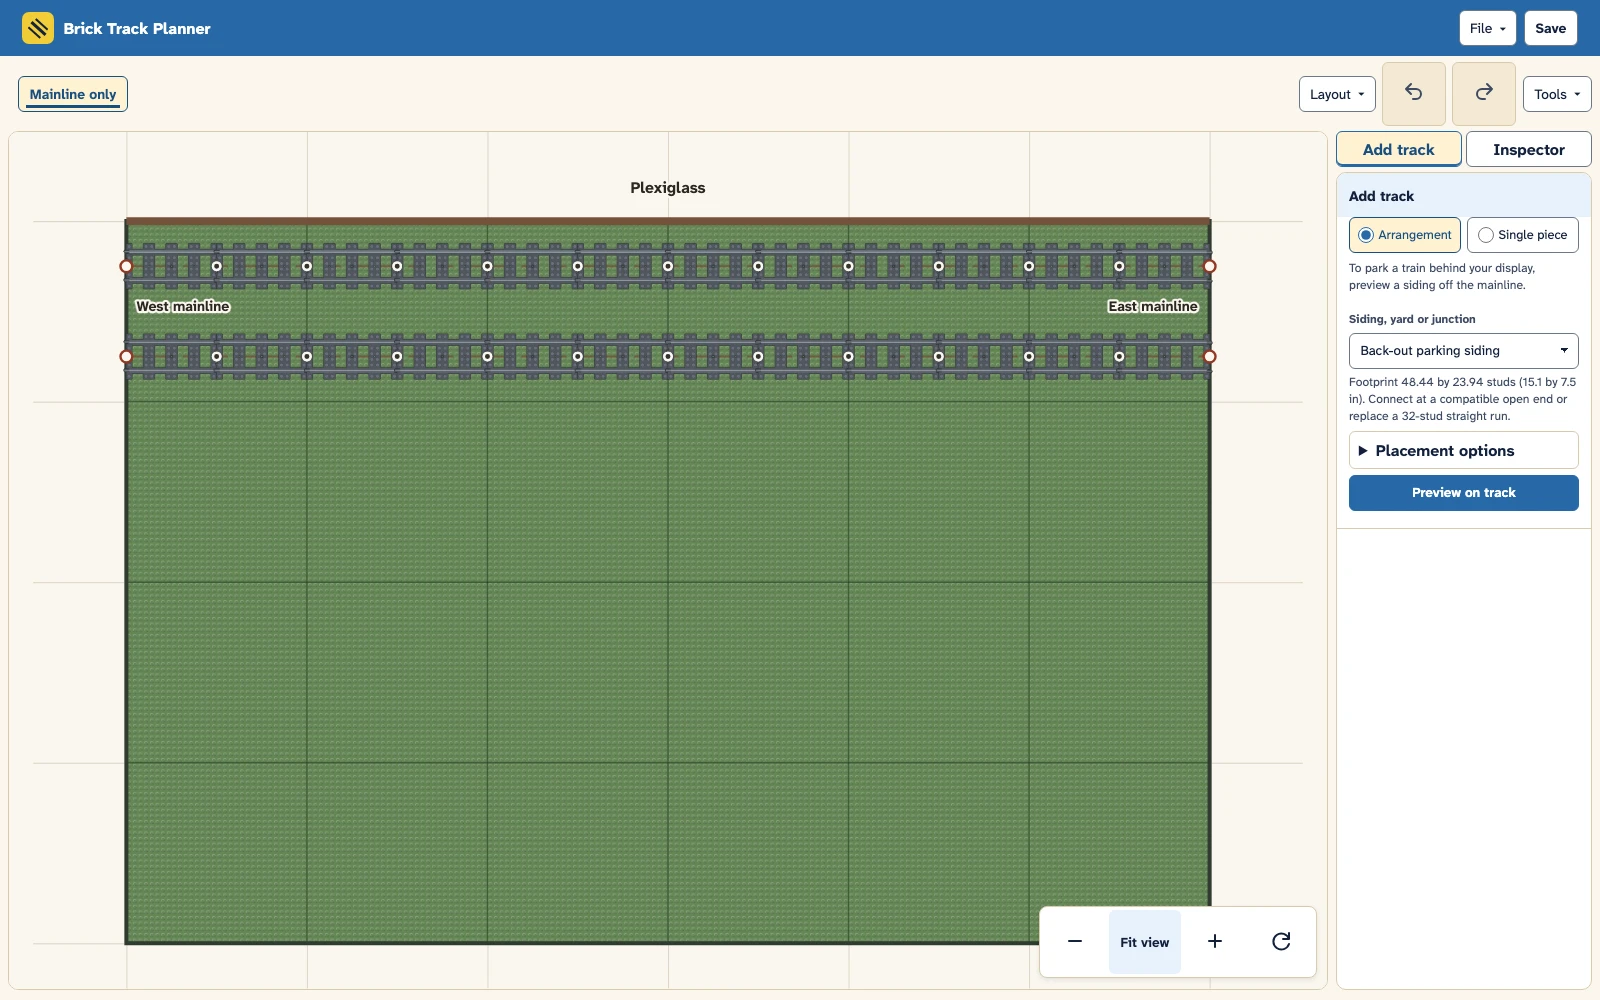 Brick Track Planner
File
Save
Mainline only
Layout
Tools
Add track
Inspector
Plexiglass
West mainline
East mainline
Add track
Arrangement
Single piece
To park a train behind your display,
preview a siding off the mainline.
Siding, yard or junction
Back-out parking siding
Footprint 48.44 by 23.94 studs (15.1 by 7.5
in). Connect at a compatible open end or
replace a 32-stud straight run.
Placement options
Preview on track
Fit view